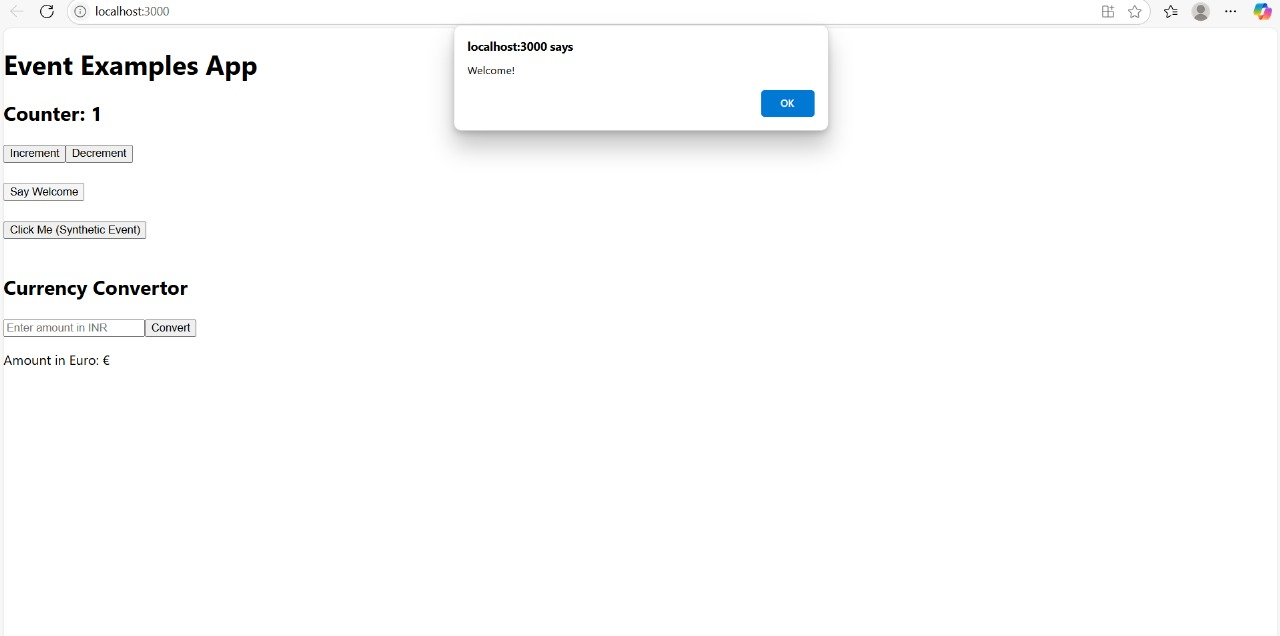 localhost:3000
localhost:3000 says
Welcome!
OK
Event Examples App
Counter: 1
Increment Decrement
Say Welcome
Click Me (Synthetic Event)
Currency Convertor
Enter amount in INR Convert
Amount in Euro: €